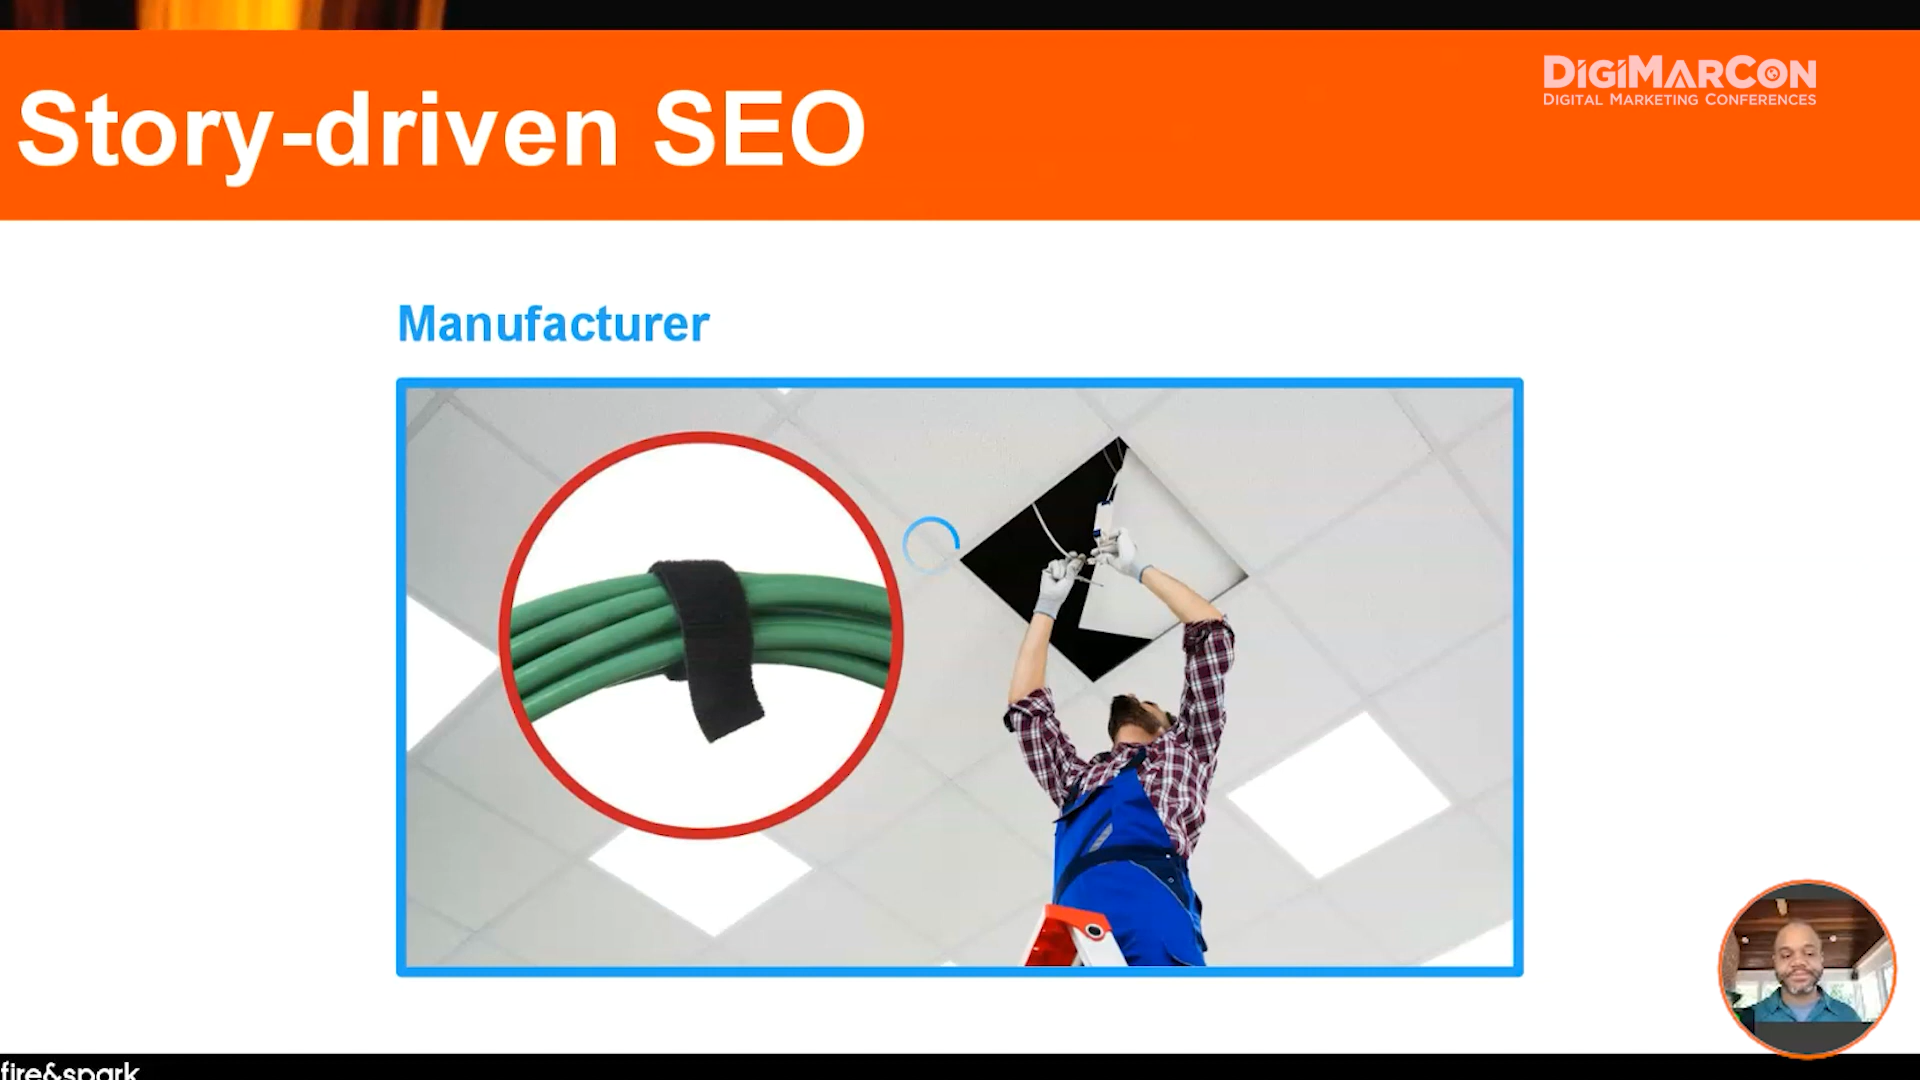 Story-driven SEO
DIGIMARCON
DIGITAL MARKETING CONFERENCES
Manufacturer
fire&spark